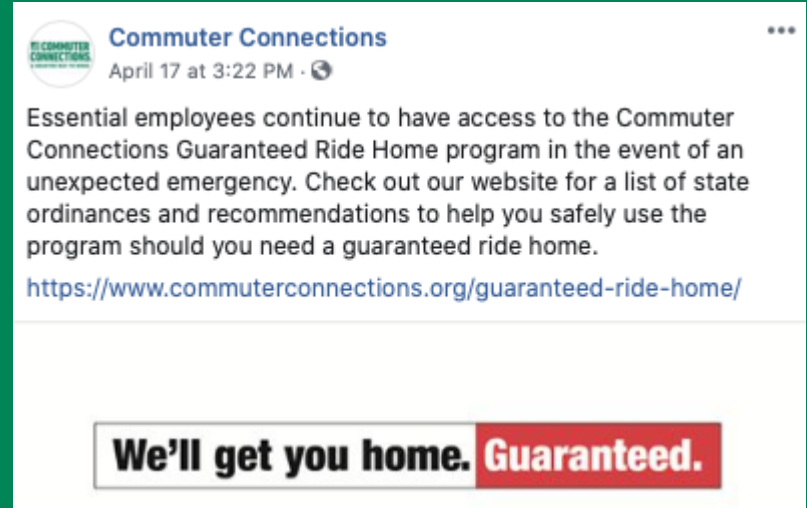 COMMUTER
CONNECTIONS
Commuter Connections
April 17 at 3:22 PM ·
Essential employees continue to have access to the Commuter
Connections Guaranteed Ride Home program in the event of an
unexpected emergency. Check out our website for a list of state
ordinances and recommendations to help you safely use the
program should you need a guaranteed ride home.
https://www.commuterconnections.org/guaranteed-ride-home/
We'll get you home. Guaranteed.